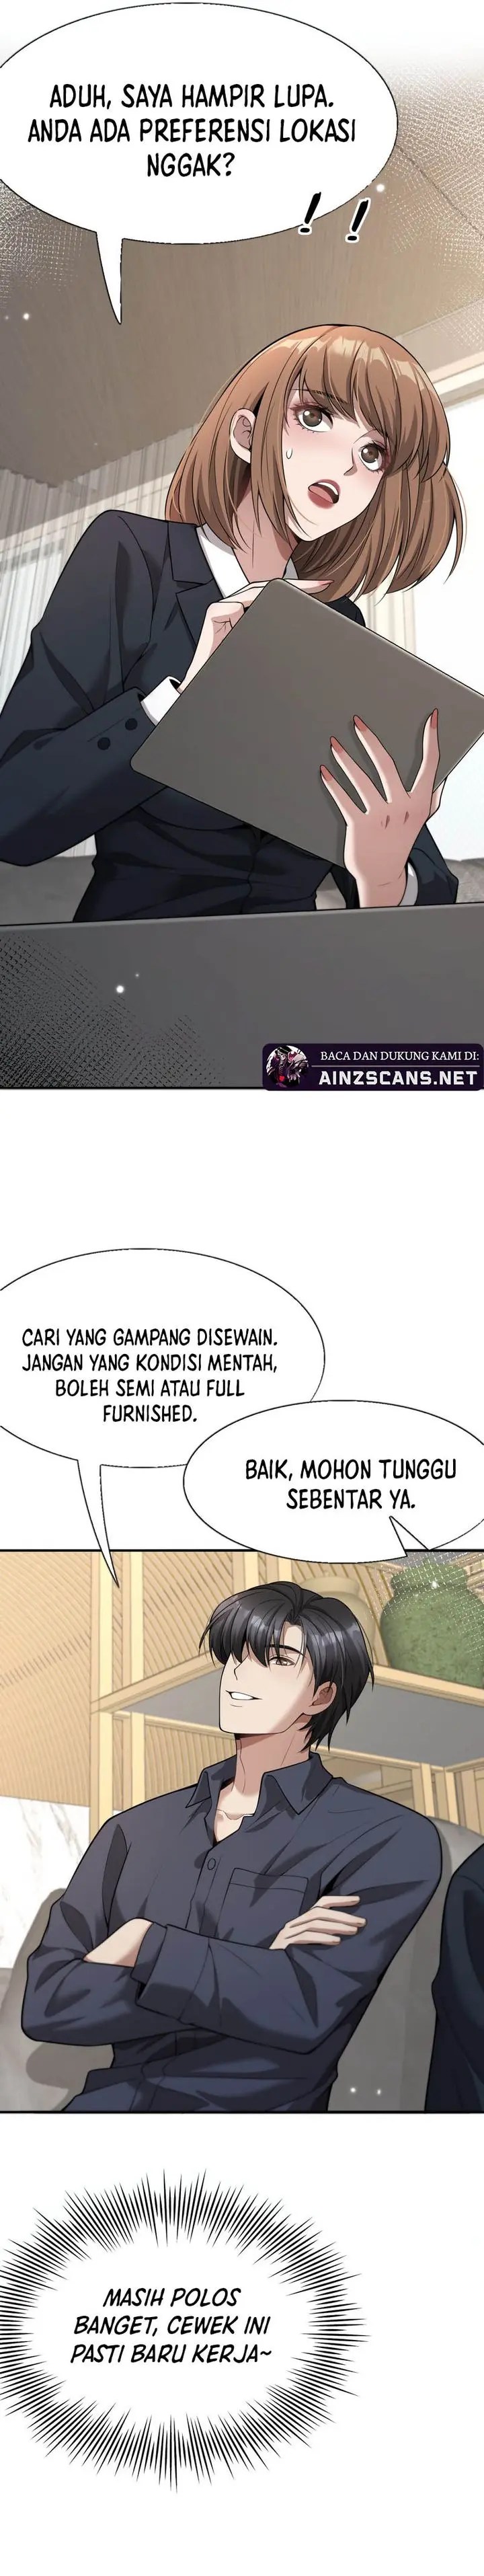 ADUH, SAYA HAMPIR LUPA.
ANDA ADA PREFERENSI LOKASI
NGGAK?
! !
BACA DAN DUKUNG KAMI DI:
AINZSCANS.NET
CARI YANG GAMPANG DISEWAIN.
JANGAN YANG KONDISI MENTAH,
BOLEH SEMI ATAU FULL
FURNISHED.
BAIK, MOHON TUNGGU
SEBENTAR YA.
MASIH POLOS
BANGET, CEWEK INI
PASTI BARU KERJA~